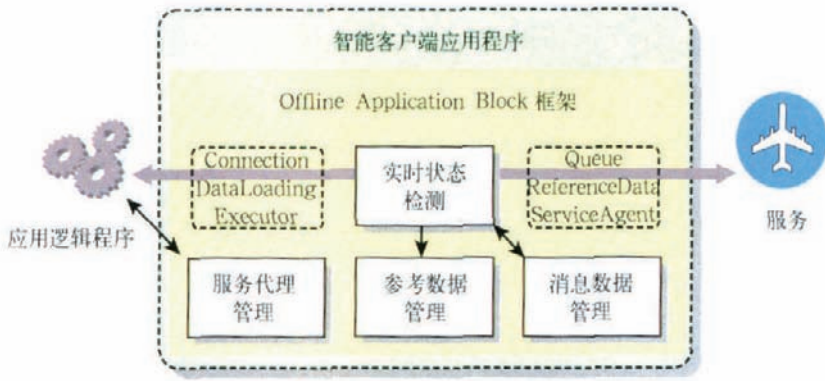 智能客户端应用程序
Offline Application Block 框架
Connection
DataLoading
Executor
实时状态
检测
Queue
ReferenceData
ServiceAgent
应用逻辑程序
服务
服务代理
管理
参考数据
管理
消息数据
管理